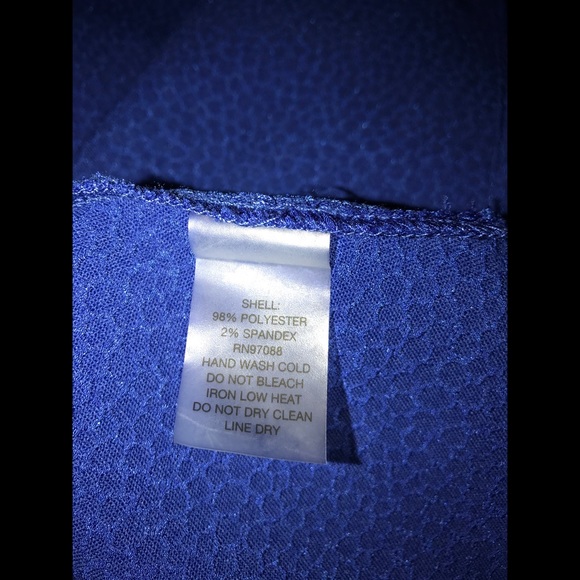 SHELL:
98% POLYESTER
2% SPANDEX
RN97088
HAND WASH COLD
DO NOT BLEACH
IRON LOW HEAT
DO NOT DRY CLEAN
LINE DRY